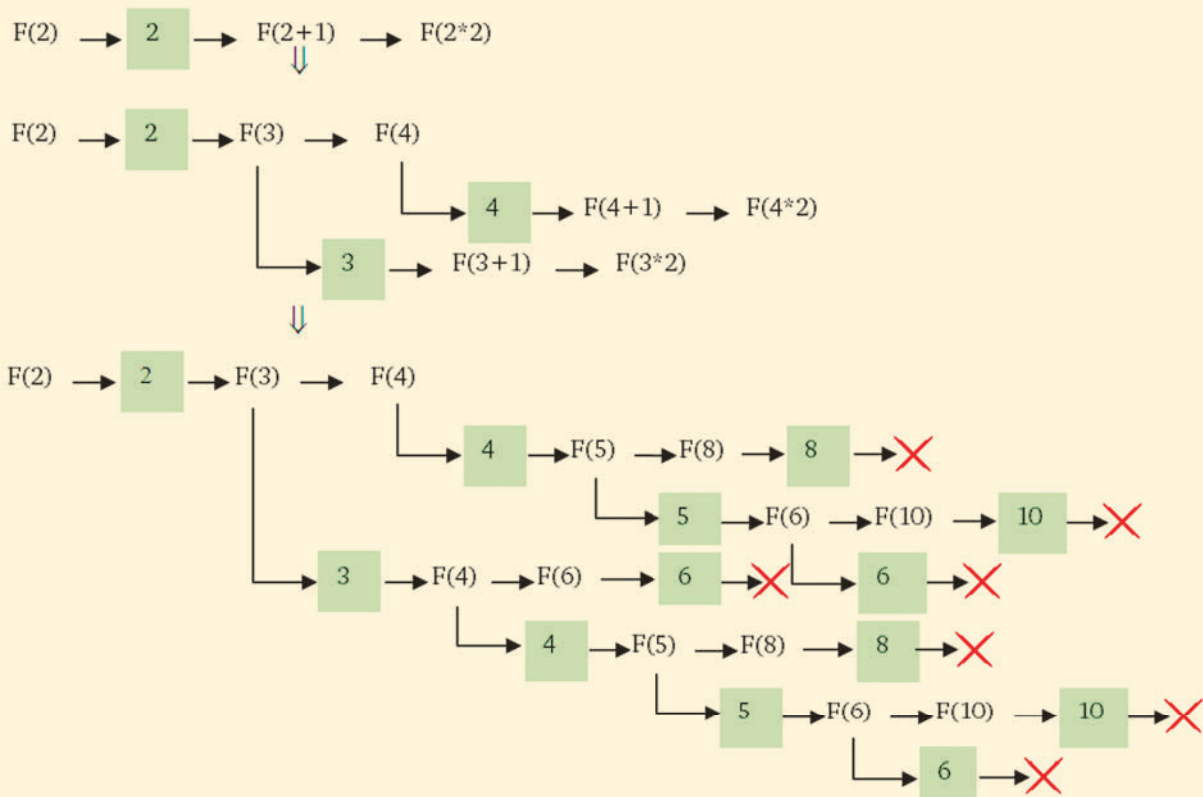 F(2) 2 F(2+1) F(2*2)
F(2) 2 F(3) F(4)
4 F(4+1) F(4*2)
3 F(3+1) F(3*2)
F(2) 2 F(3) F(4)
4 F(5) F(8) 8
5 F(6) F(10) 10
3 F(4) F(6) 6 6
4 F(5) F(8) 8
5 F(6) F(10) 10
6